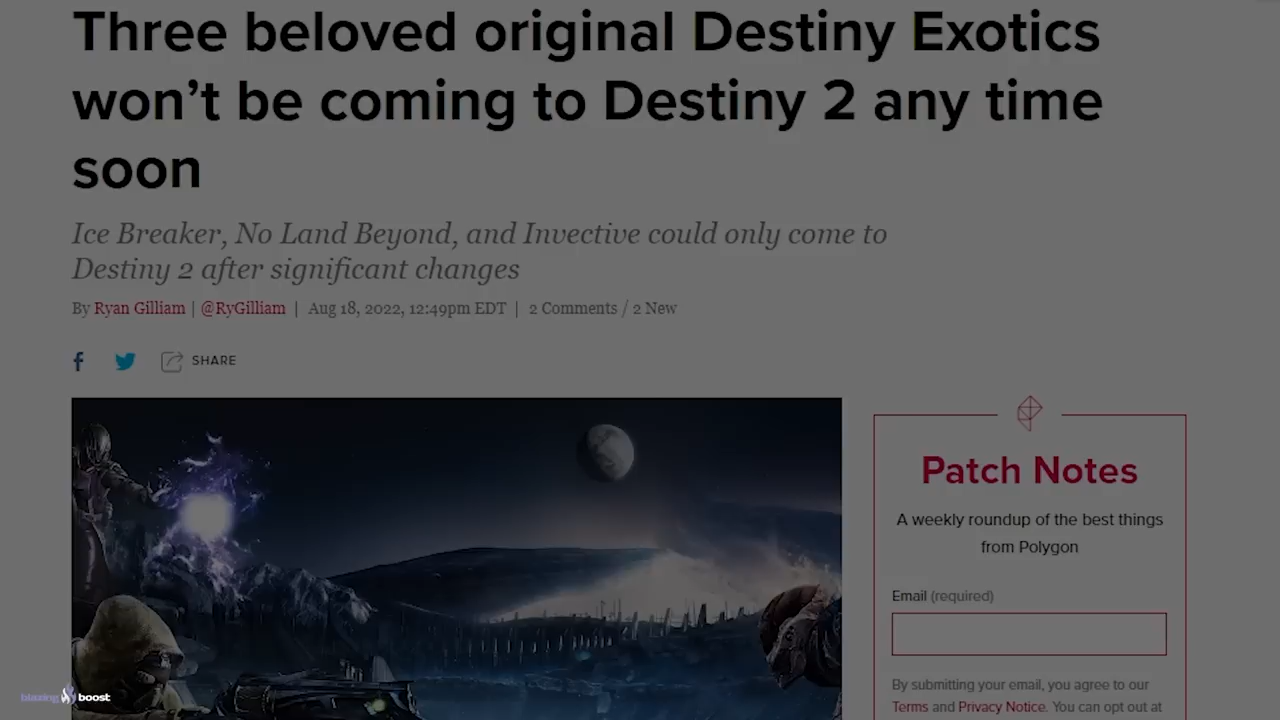 Three beloved original Destiny Exotics
won’t be coming to Destiny 2 any time
soon
Ice Breaker, No Land Beyond, and Invective could only come to
Destiny 2 after significant changes
By Ryan Gilliam | @RyGilliam | Aug 18, 2022, 12:49pm EDT | 2 Comments / 2 New
SHARE
Patch Notes
A weekly roundup of the best things
from Polygon
Email (required)
By submitting your email, you agree to our
Terms and Privacy Notice. You can opt out at
blazing boost